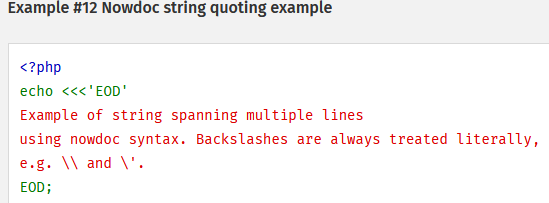 Example #12 Nowdoc string quoting example
<?php
echo <<<'EOD'
Example of string spanning multiple lines
using nowdoc syntax. Backslashes are always treated literally,
e.g. \\ and \'.
EOD;